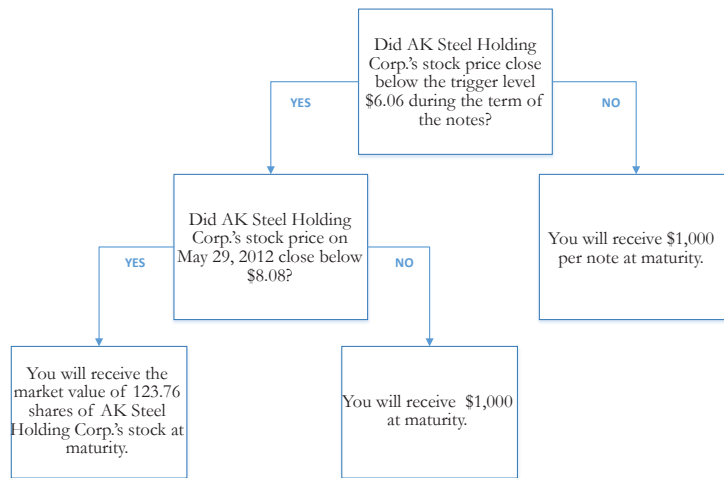 Did AK Steel Holding
Corp.'s stock price close
below the trigger level
$6.06 during the term of
the notes?
YES
NO
Did AK Steel Holding
Corp.'s stock price on
May 29, 2012 close below
$8.08?
You will receive $1,000
per note at maturity.
YES
NO
You will receive the
market value of 123.76
shares of AK Steel
Holding Corp.'s stock at
maturity.
You will receive $1,000
at maturity.